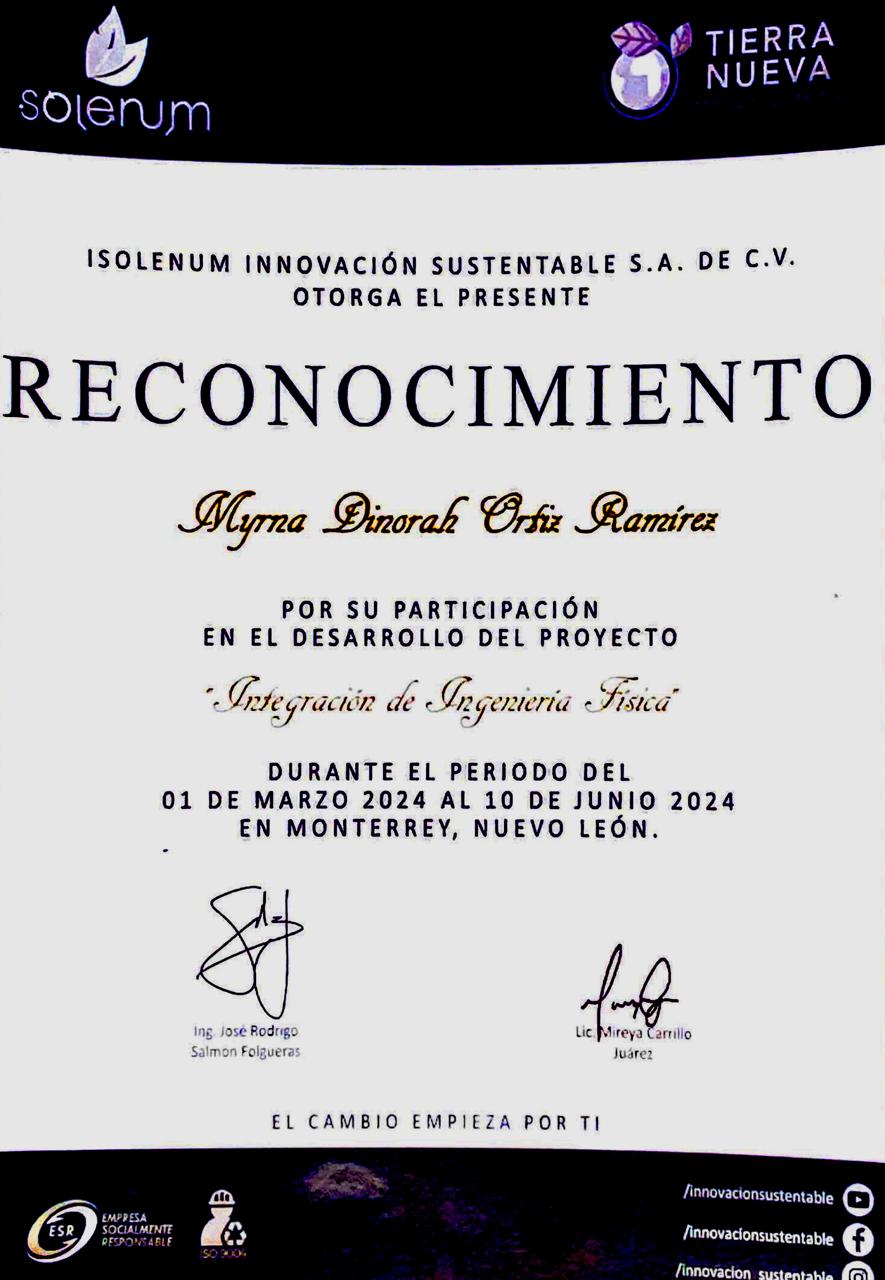 solenum
TIERRA
NUEVA
ISOLENUM INNOVACIÓN SUSTENTABLE S.A. DE C.V.
OTORGA EL PRESENTE
RECONOCIMIENTO
Myrna Dinorah Ortiz Ramírez
POR SU PARTICIPACIÓN
EN EL DESARROLLO DEL PROYECTO
"Integración de Ingeniería Física"
DURANTE EL PERIODO DEL
01 DE MARZO 2024 AL 10 DE JUNIO 2024
EN MONTERREY, NUEVO LEÓN.
Ing. José Rodrigo
Salmon Folgueras
Lic. Mireya Carrillo
Juárez
EL CAMBIO EMPIEZA POR TI
ESR
EMPRESA
SOCIALMENTE
RESPONSABLE
ISO
/innovacionsustentable
/innovacionsustentable
/innovacion_sustentable